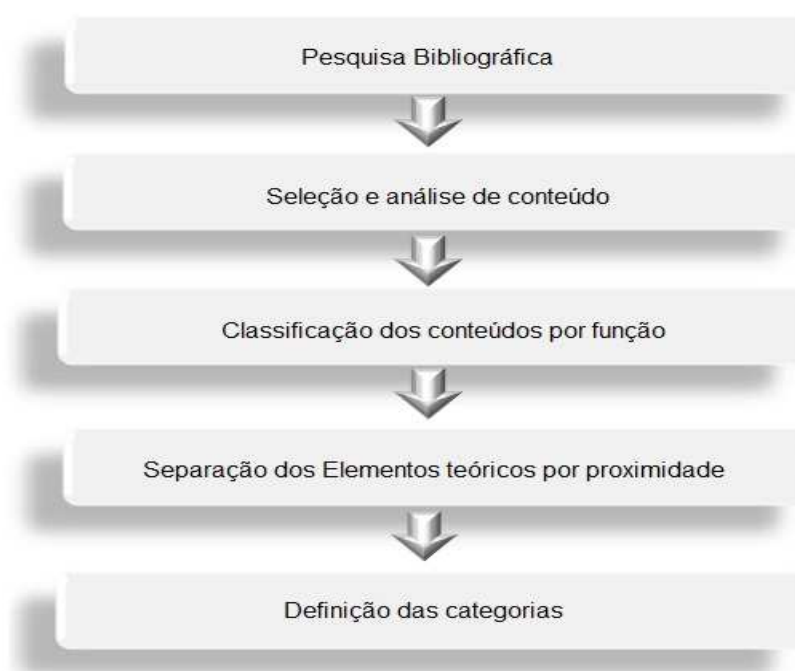 Pesquisa Bibliográfica
Seleção e análise de conteúdo
Classificação dos conteúdos por função
Separação dos Elementos teóricos por proximidade
Definição das categorias